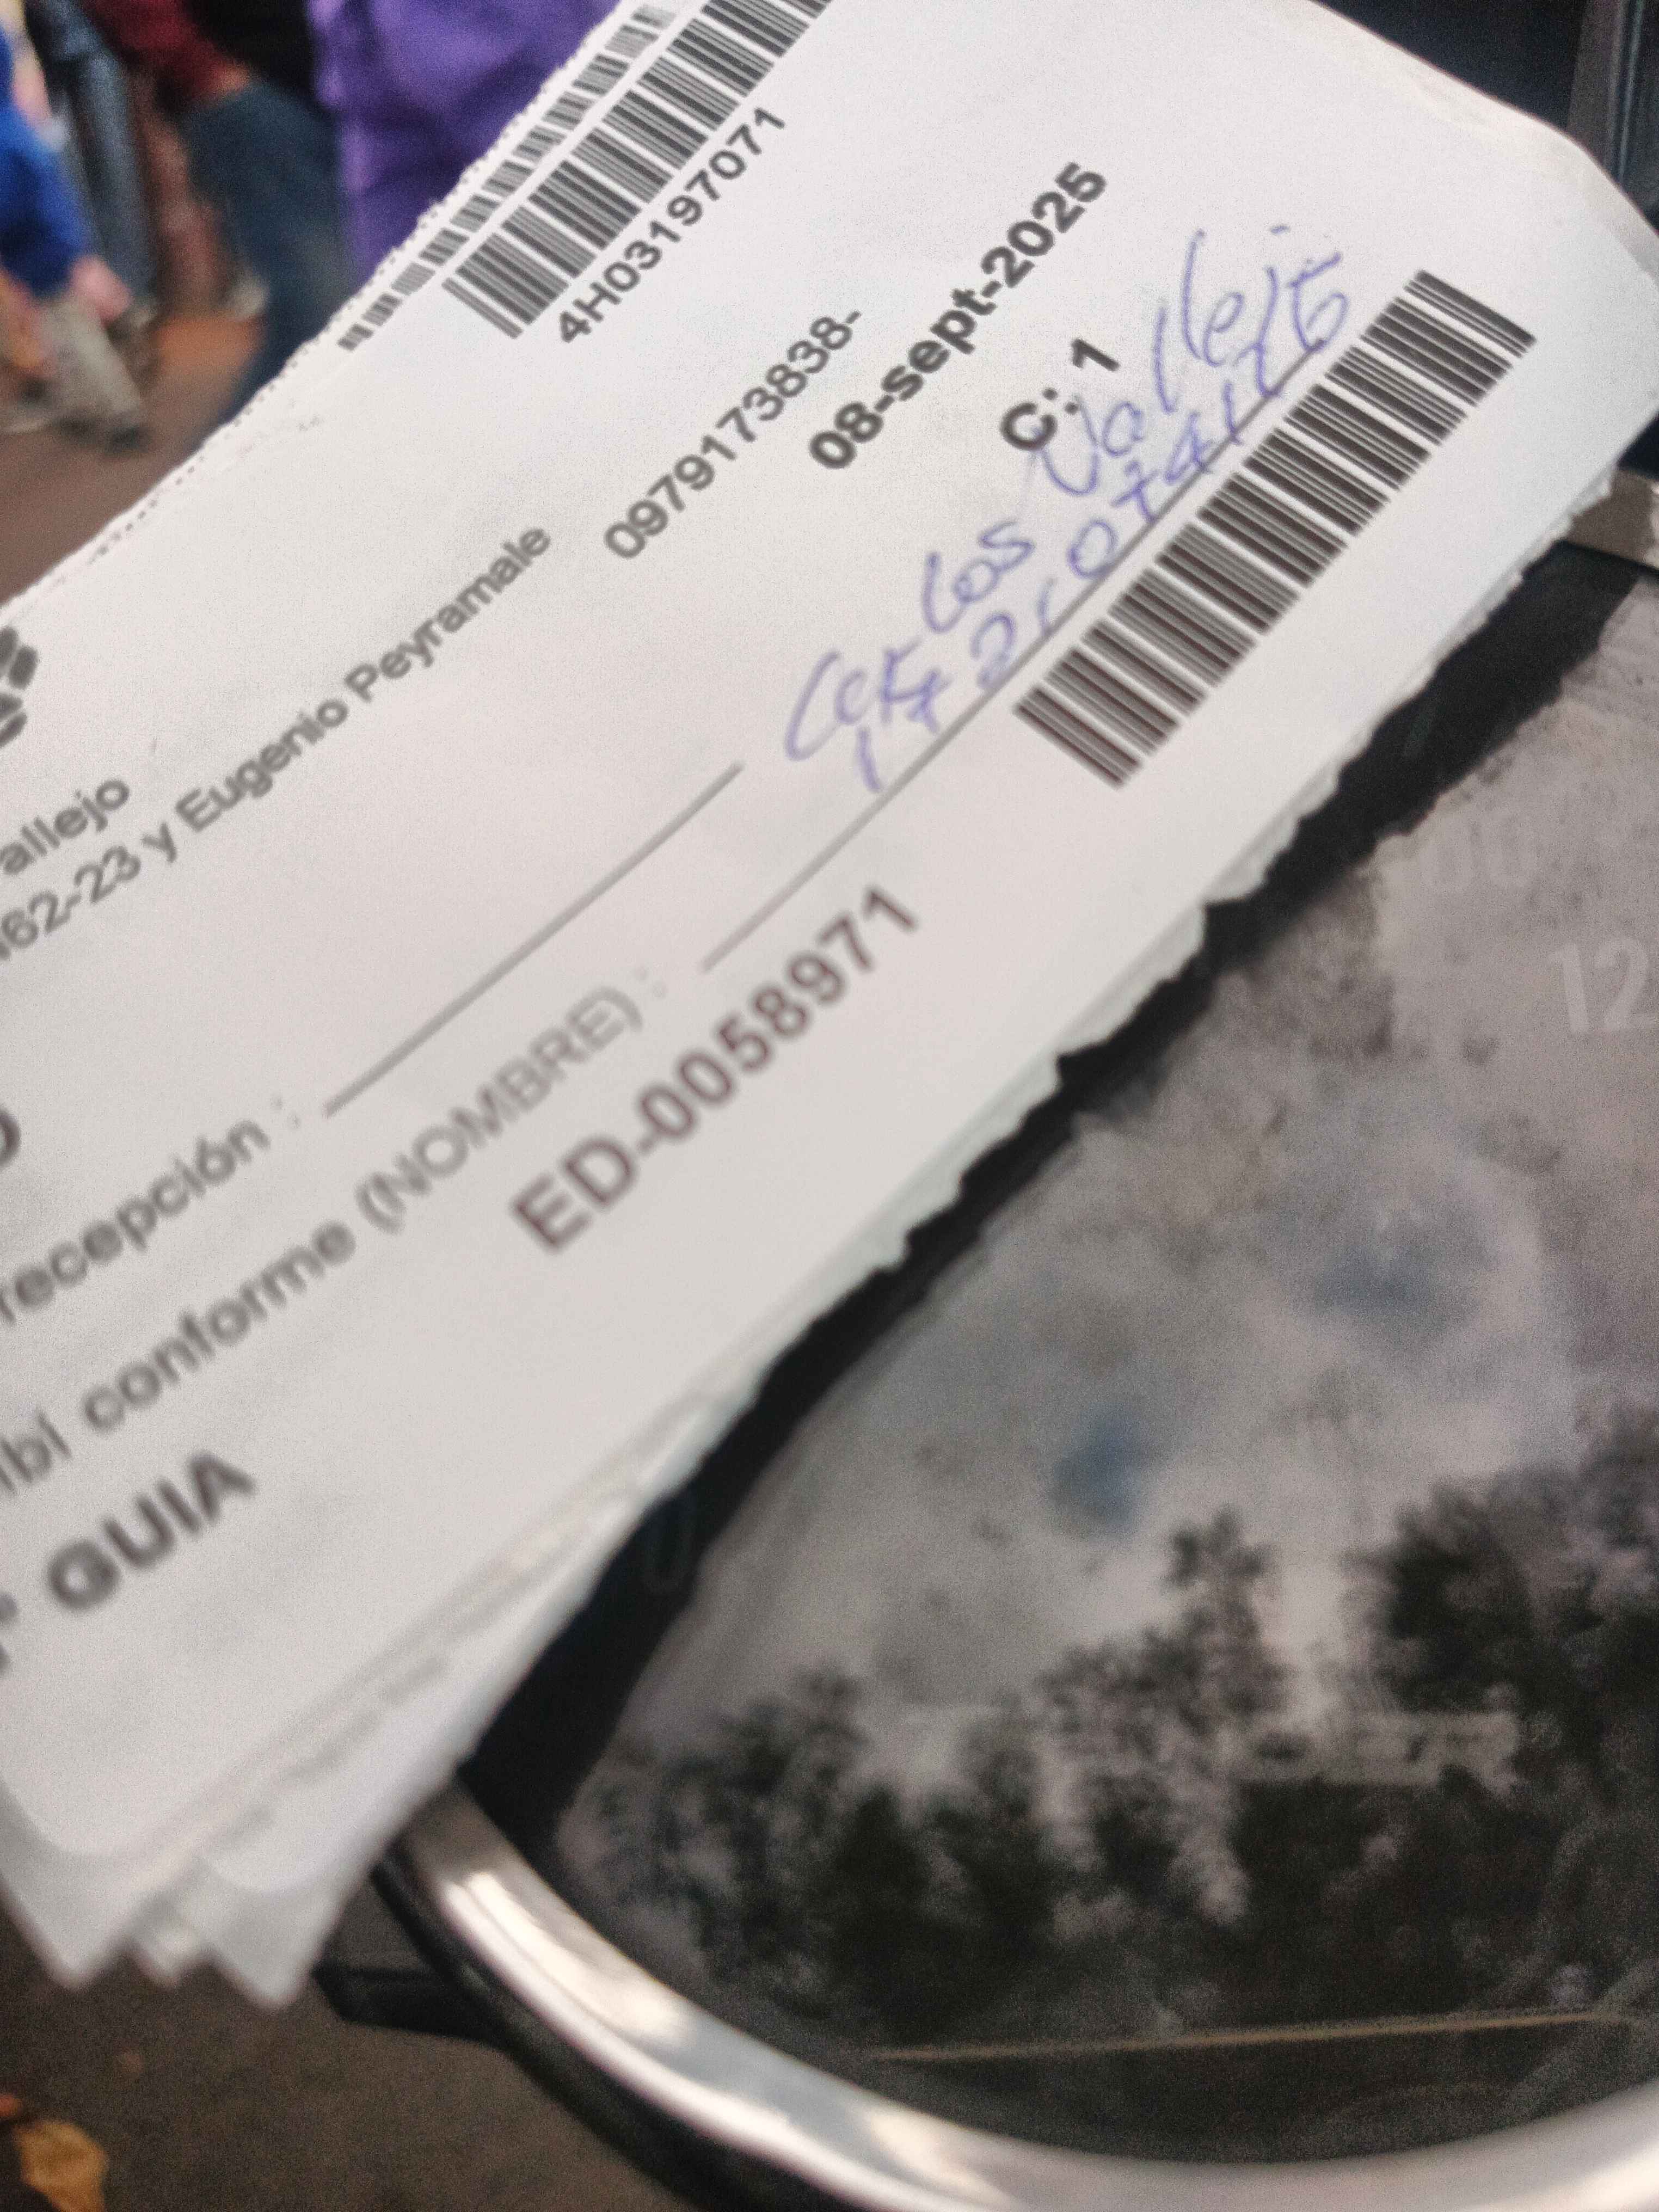 4H03197071
allejo
62-23 y Eugenio Peyramale
0979173838-
08-sept-2025
C: 1
Carlos Vallejo
recepción :
ibi conforme (NOMBRE) :
GUIA
ED-0058971